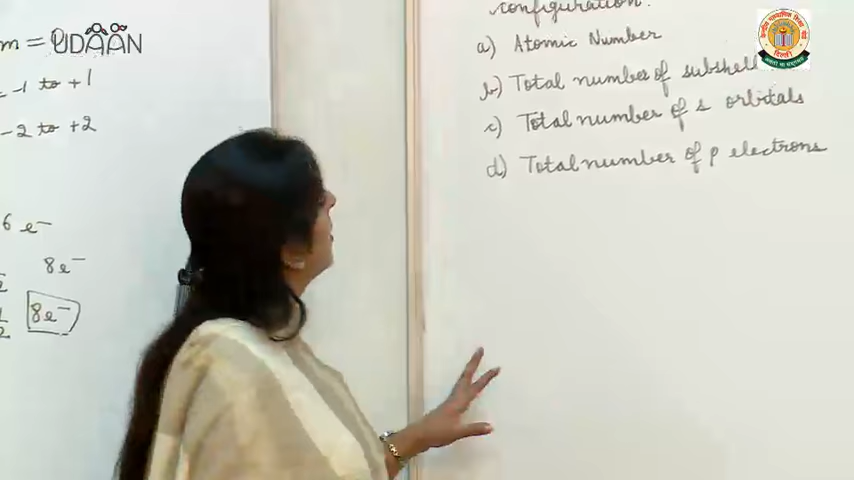 m =
UDAAN
-1 to +1
-2 to +2
6 e⁻
8e⁻
8e⁻
configuration.
a) Atomic Number
b) Total number of subshell
c) Total number of s orbitals
d) Total number of p electrons